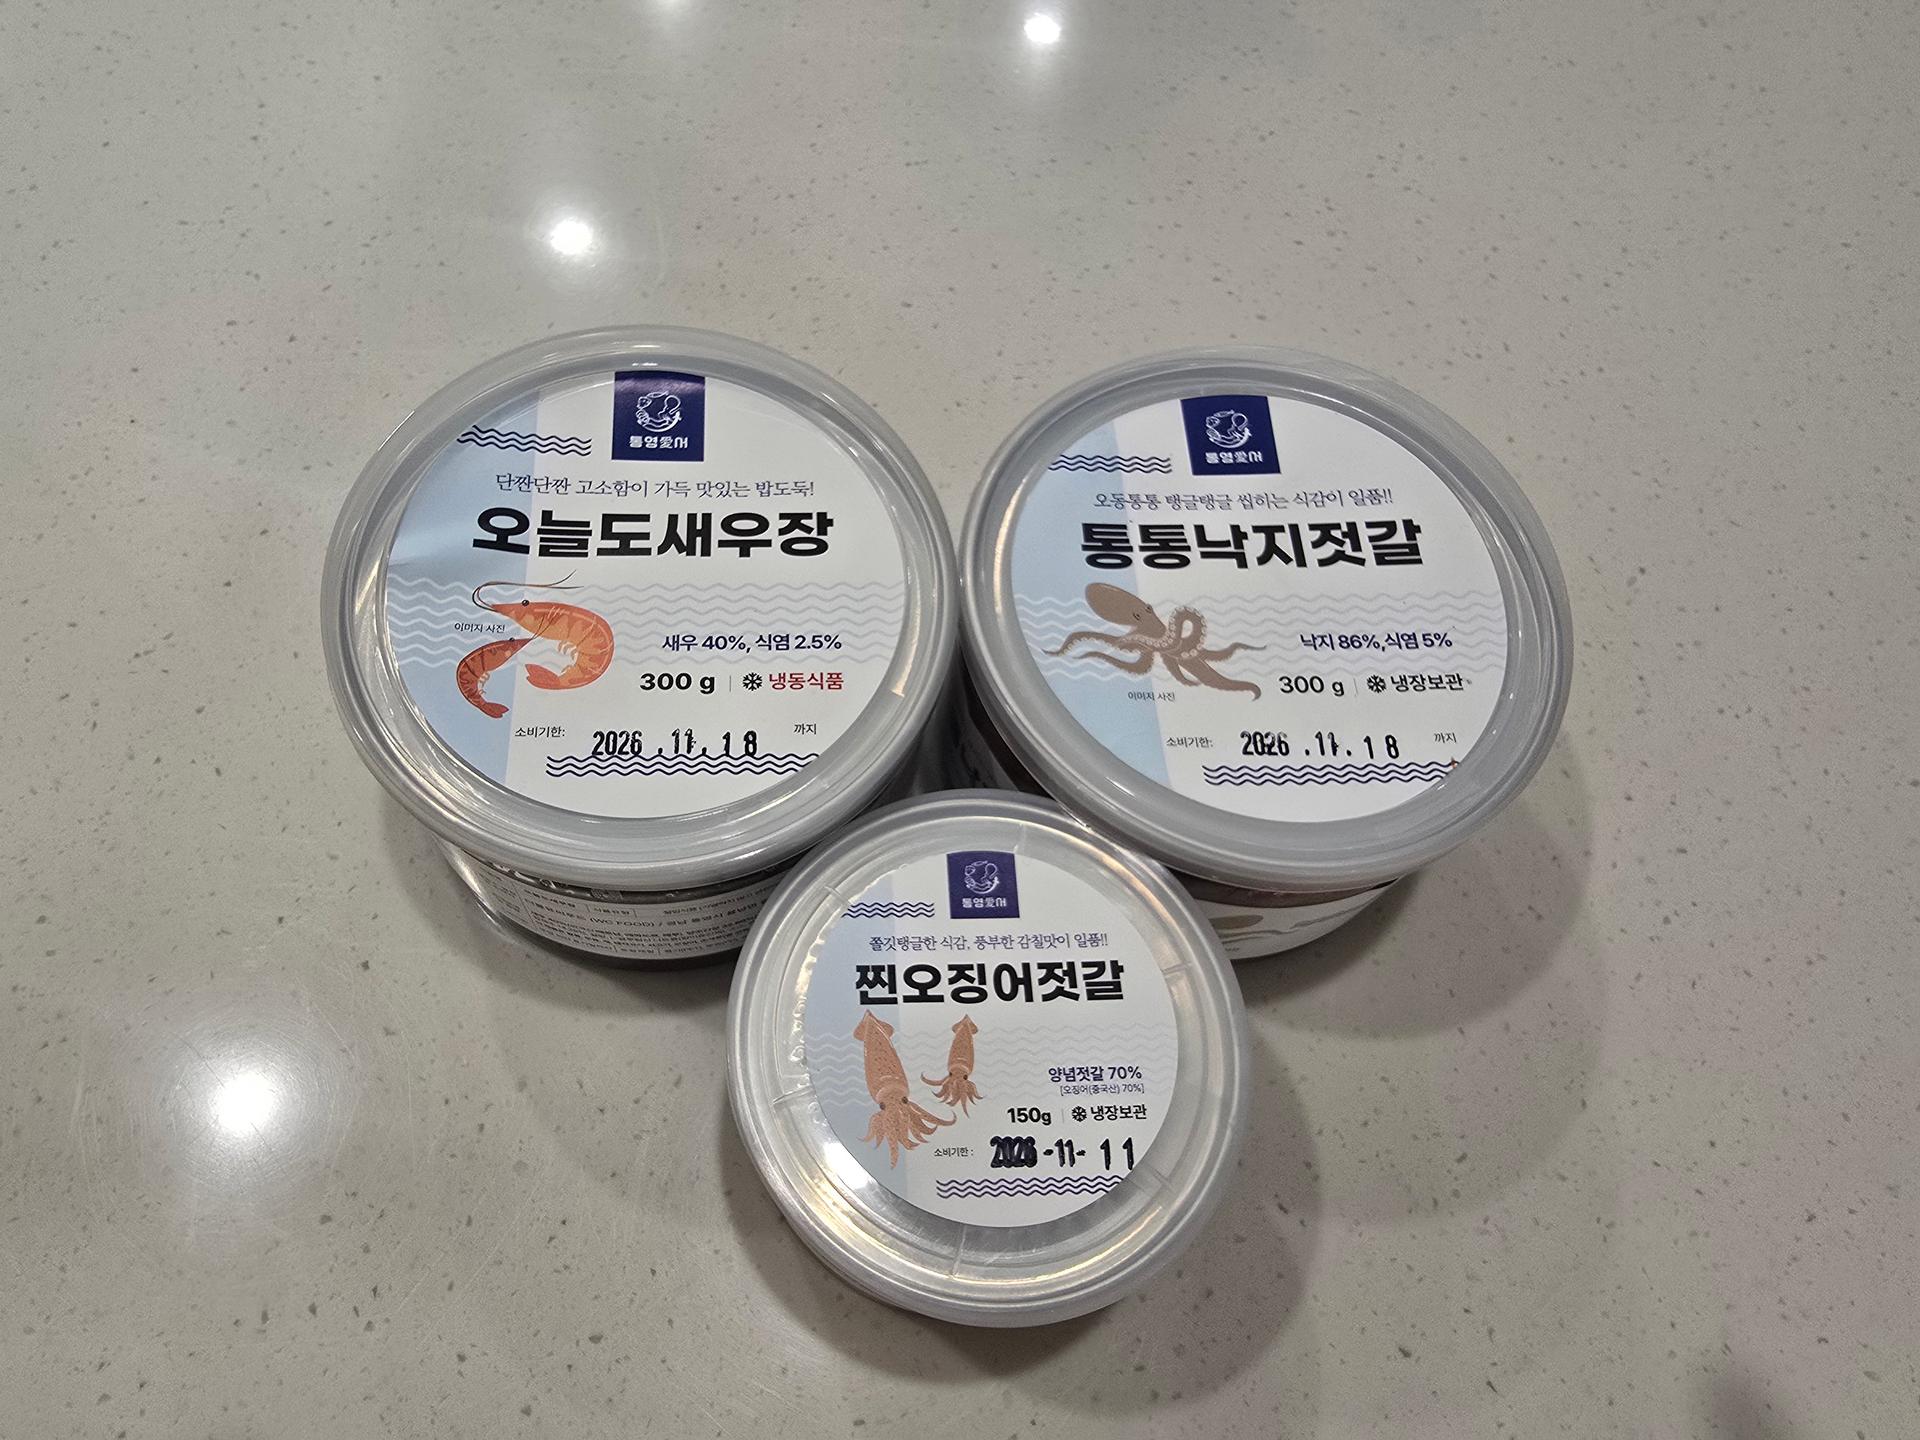 통영愛서
단짠단짠 고소함이 가득 맛있는 밥도둑!
오늘도새우장
이미지 사진
새우 40%, 식염 2.5%
300 g | 냉동식품
소비기한: 2026.11.18 까지
통영愛서
오동통통 탱글탱글 씹히는 식감이 일품!!
통통낙지젓갈
낙지 86%,식염 5%
300 g | 냉장보관
이미지 사진
소비기한: 2026.11.18 까지
통영愛서
쫄깃탱글한 식감, 풍부한 감칠맛이 일품!!
찐오징어젓갈
양념젓갈 70%
[오징어(중국산) 70%]
150g | 냉장보관
소비기한: 2026-11-11
(WC FOOD)